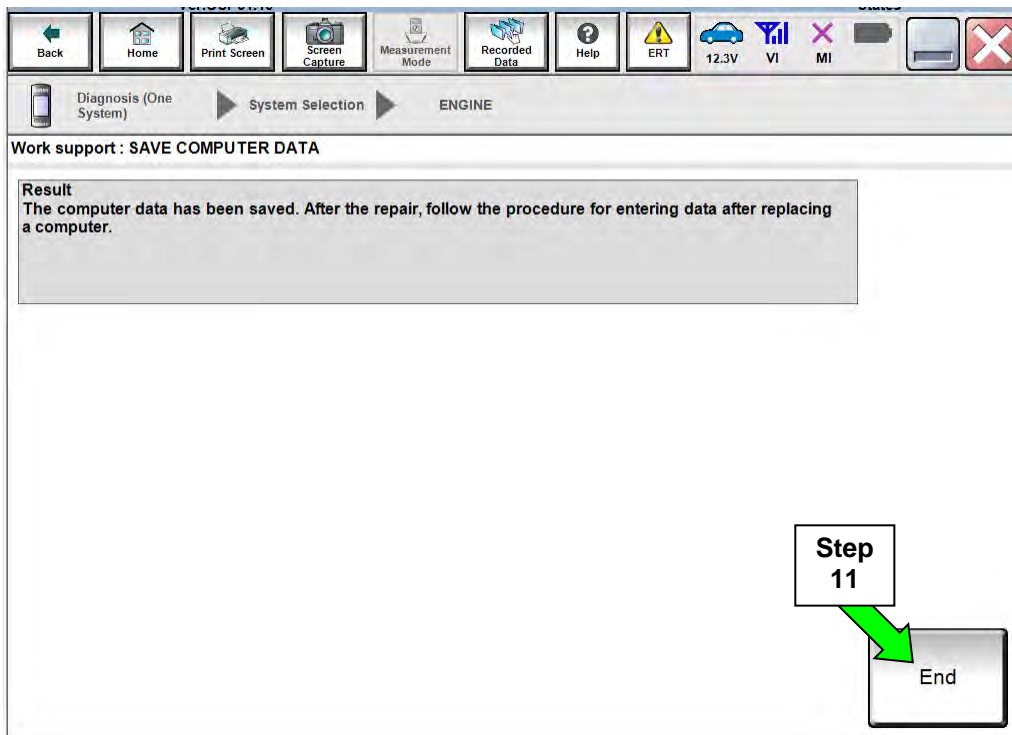 Back
Home
Print Screen
Screen
Capture
Measurement
Mode
Recorded
Data
Help
ERT
12.3V
VI
MI
Diagnosis (One
System)
System Selection
ENGINE
Work support : SAVE COMPUTER DATA
Result
The computer data has been saved. After the repair, follow the procedure for entering data after replacing
a computer.
Step
11
End